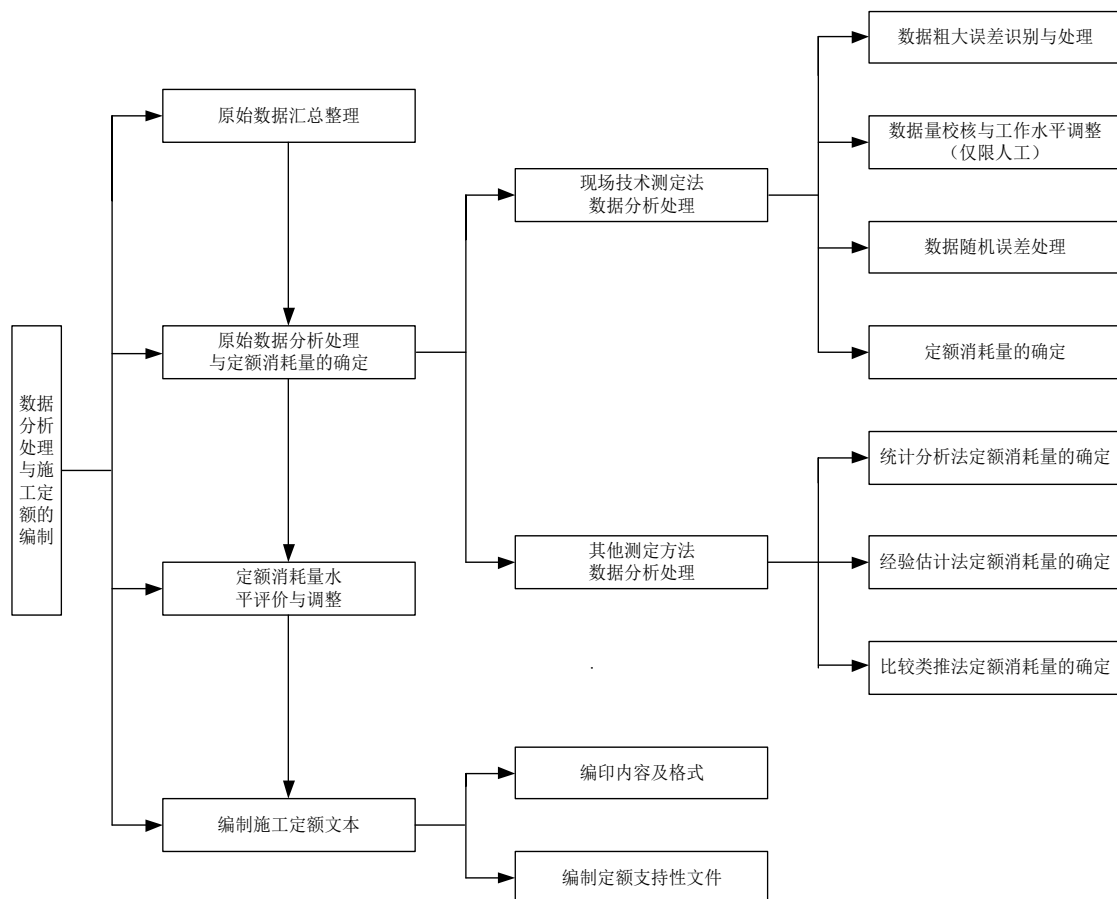 数据
分析
处理
与施
工定
额的
编制
原始数据汇总整理
原始数据分析处理
与定额消耗量的确定
定额消耗量水
平评价与调整
编制施工定额文本
现场技术测定法
数据分析处理
其他测定方法
数据分析处理
编印内容及格式
编制定额支持性文件
数据粗大误差识别与处理
数据量校核与工作水平调整
（仅限人工）
数据随机误差处理
定额消耗量的确定
统计分析法定额消耗量的确定
经验估计法定额消耗量的确定
比较类推法定额消耗量的确定